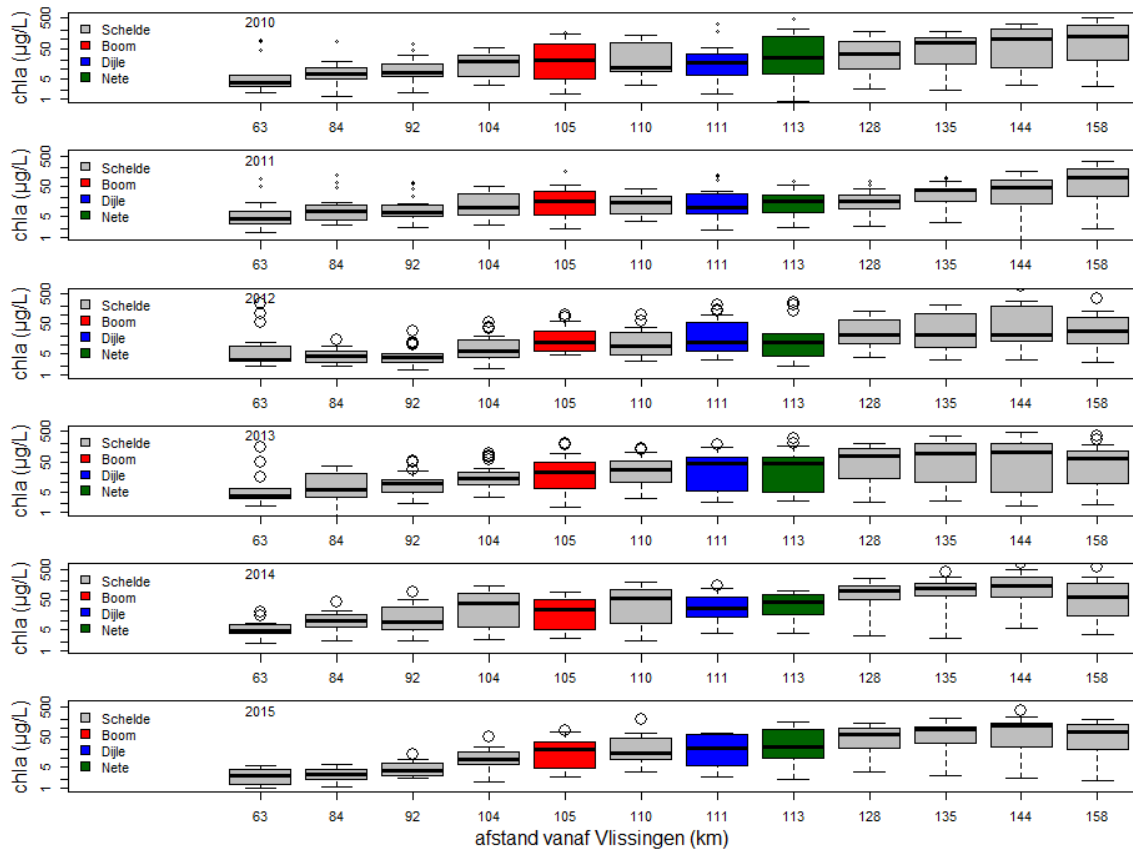 chla (µg/L)
500
50
5
1
2010
Schelde
Boom
Dijle
Nete
63 84 92 104 105 110 111 113 128 135 144 158
chla (µg/L)
500
50
5
1
2011
Schelde
Boom
Dijle
Nete
63 84 92 104 105 110 111 113 128 135 144 158
chla (µg/L)
500
50
5
1
2012
Schelde
Boom
Dijle
Nete
63 84 92 104 105 110 111 113 128 135 144 158
chla (µg/L)
500
50
5
1
2013
Schelde
Boom
Dijle
Nete
63 84 92 104 105 110 111 113 128 135 144 158
chla (µg/L)
500
50
5
1
2014
Schelde
Boom
Dijle
Nete
63 84 92 104 105 110 111 113 128 135 144 158
chla (µg/L)
500
50
5
1
2015
Schelde
Boom
Dijle
Nete
63 84 92 104 105 110 111 113 128 135 144 158
afstand vanaf Vlissingen (km)